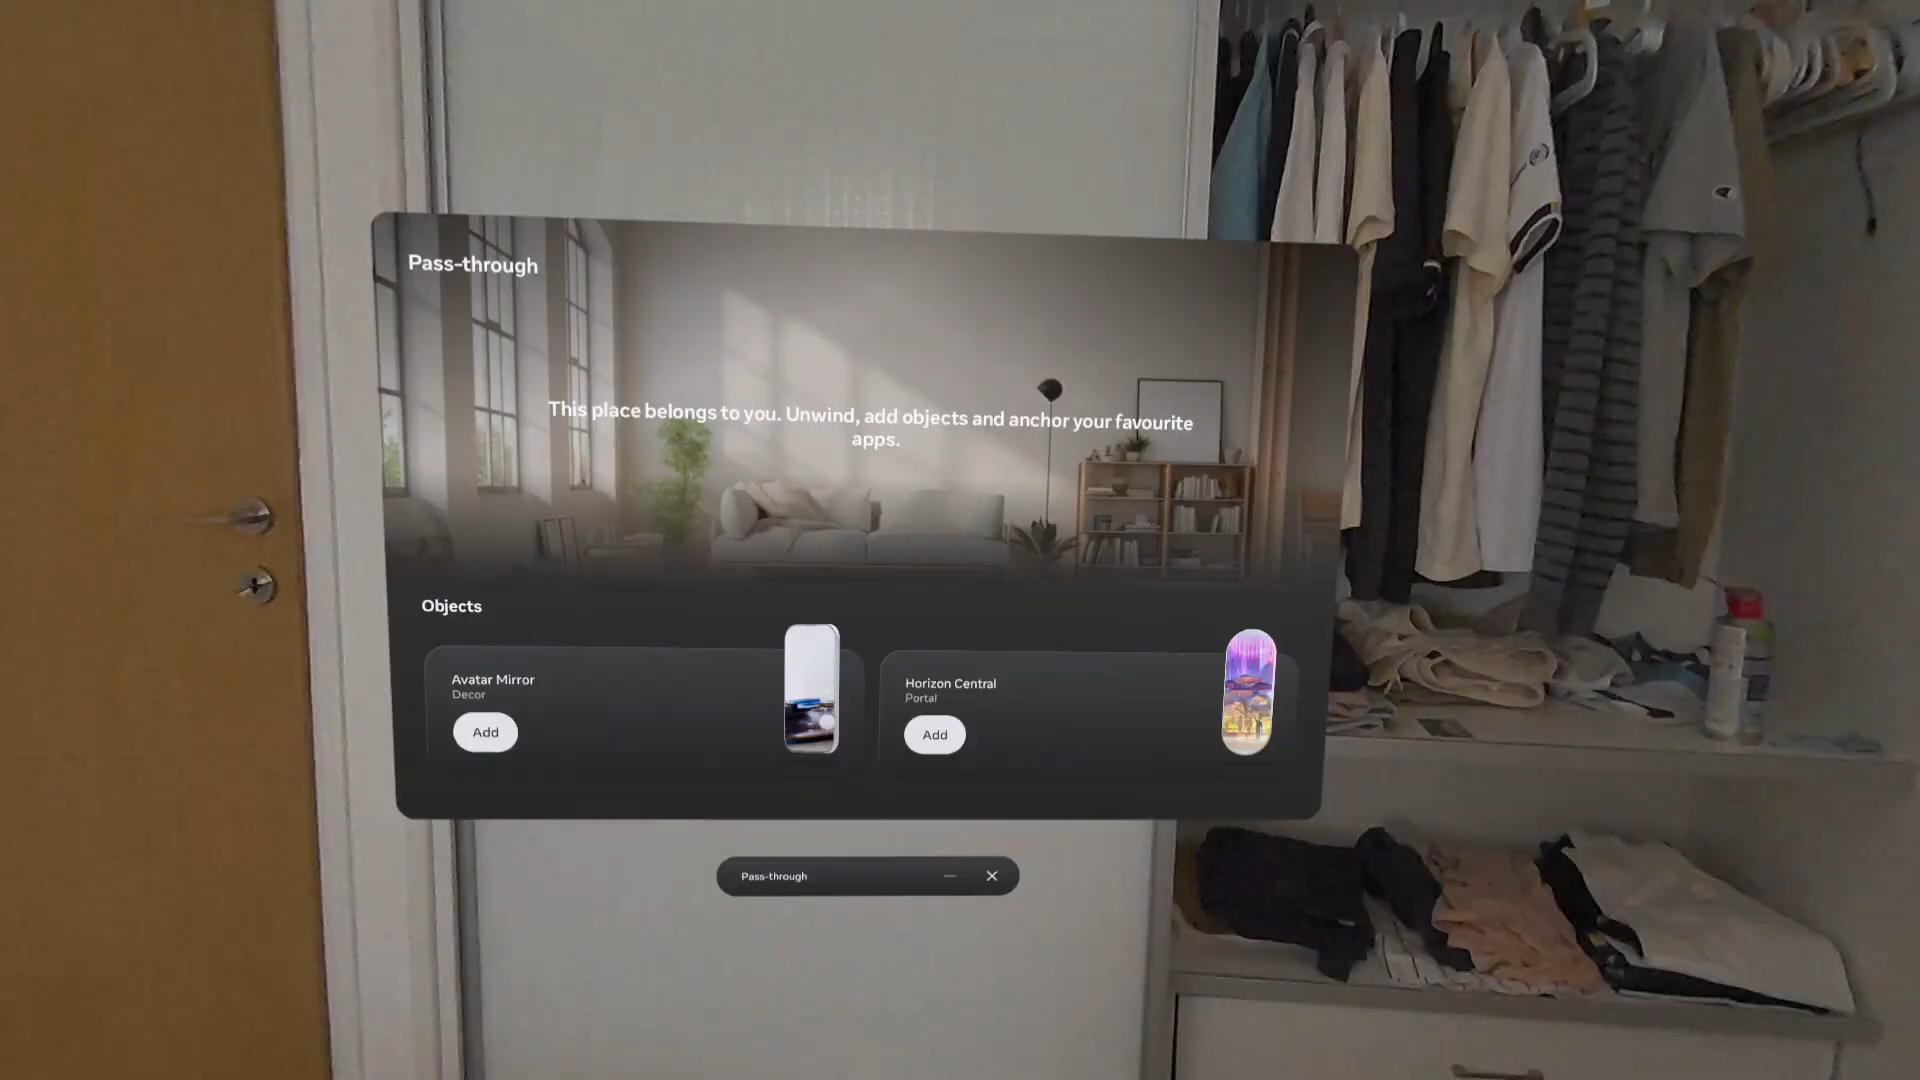 Pass-through
This place belongs to you. Unwind, add objects and anchor your favourite
apps.
Objects
Avatar Mirror
Decor
Add
Horizon Central
Portal
Add
Pass-through